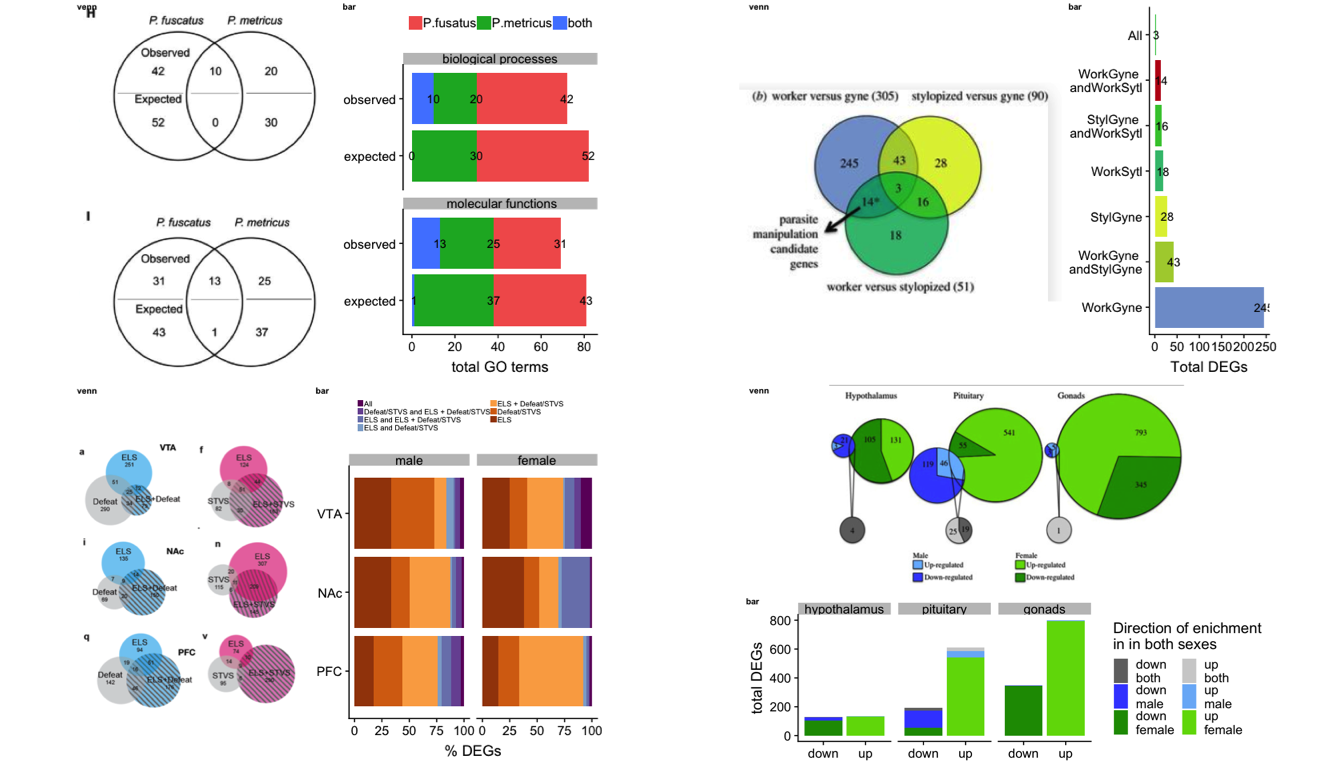 venn
H
P. fuscatus P. metricus
Observed
42 10 20
Expected
52 0 30
I
P. fuscatus P. metricus
Observed
31 13 25
Expected
43 1 37
bar
P.fusatus P.metricus both
biological processes
observed 10 20 42
expected 0 30 52
molecular functions
observed 13 25 31
expected 1 37 43
0 20 40 60 80
total GO terms
venn
(b) worker versus gyne (305) stylopized versus gyne (90)
245 43 28
3
14* 16
18
parasite
manipulation
candidate
genes
worker versus stylopized (51)
bar
All 3
WorkGyne
andWorkSytl 14
StylGyne
andWorkSytl 16
WorkSytl 18
StylGyne 28
WorkGyne
andStylGyne 43
WorkGyne 245
0 50 100 150 200 250
Total DEGs
venn
a VTA f
ELS
251
51
Defeat
290
ELS+Defeat
ELS
124
STVS
82
ELS+STVS
i NAc n
ELS
135
Defeat
59
ELS+Defeat
ELS
307
20
STVS
115
ELS+STVS
q PFC v
ELS
94
19 61
Defeat
142
46
ELS+Defeat
ELS
74
14
STVS
95
ELS+STVS
bar
All
Defeat/STVS and ELS + Defeat/STVS
ELS and ELS + Defeat/STVS
ELS and Defeat/STVS
ELS + Defeat/STVS
Defeat/STVS
ELS
male female
VTA
NAc
PFC
0 25 50 75 100 0 25 50 75 100
% DEGs
venn
Hypothalamus Pituitary Gonads
21 105 131
4
119 46 55 541
25 19
793
345
1
Male
Up-regulated
Down-regulated
Female
Up-regulated
Down-regulated
bar
hypothalamus pituitary gonads
800
600
400
200
0
total DEGs
down up down up down up
Direction of enichment
in in both sexes
down
both
down
male
down
female
up
both
up
male
up
female